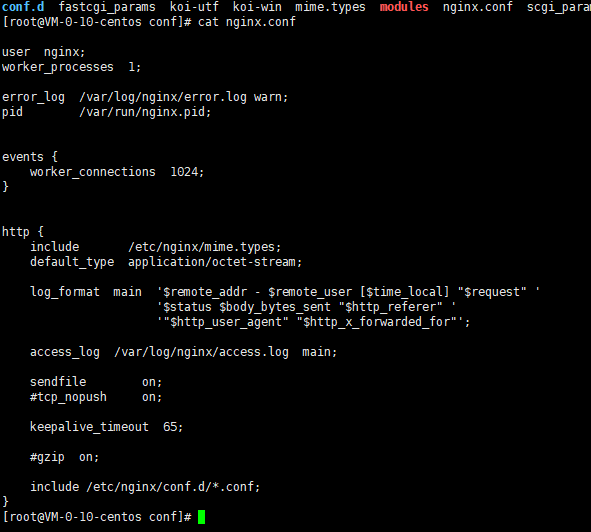 conf.d  fastcgi_params  koi-utf  koi-win  mime.types  modules  nginx.conf
[root@VM-0-10-centos conf]# cat nginx.conf
user  nginx;
worker_processes  1;
error_log  /var/log/nginx/error.log warn;
pid        /var/run/nginx.pid;
events {
    worker_connections  1024;
}
http {
    include       /etc/nginx/mime.types;
    default_type  application/octet-stream;
    log_format  main  '$remote_addr - $remote_user [$time_local] "$request" '
                      '$status $body_bytes_sent "$http_referer" '
                      '"$http_user_agent" "$http_x_forwarded_for"';
    access_log  /var/log/nginx/access.log  main;
    sendfile        on;
    #tcp_nopush     on;
    keepalive_timeout  65;
    #gzip  on;
    include /etc/nginx/conf.d/*.conf;
}
[root@VM-0-10-centos conf]#